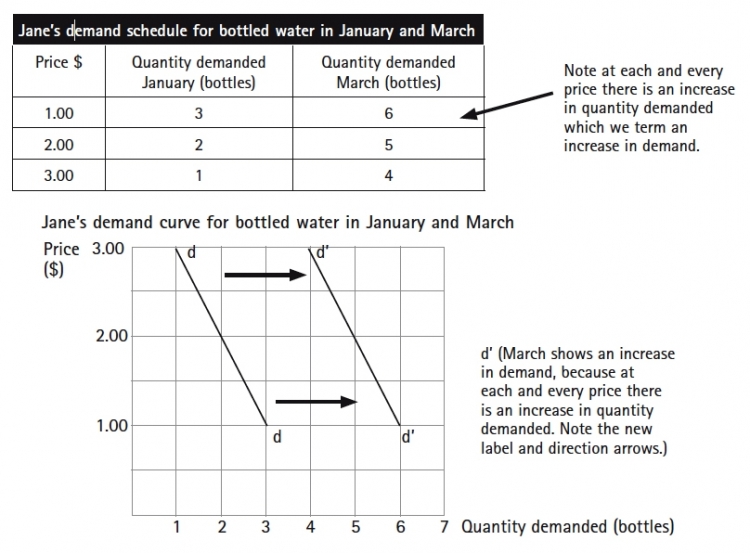 Jane's demand schedule for bottled water in January and March
Price $
Quantity demanded
January (bottles)
Quantity demanded
March (bottles)
1.00 3 6
2.00 2 5
3.00 1 4
Note at each and every
price there is an increase
in quantity demanded
which we term an
increase in demand.
Jane's demand curve for bottled water in January and March
Price
($)
3.00
2.00
1.00
d
d'
d
d'
d' (March shows an increase
in demand, because at
each and every price there
is an increase in quantity
demanded. Note the new
label and direction arrows.)
1 2 3 4 5 6 7 Quantity demanded (bottles)